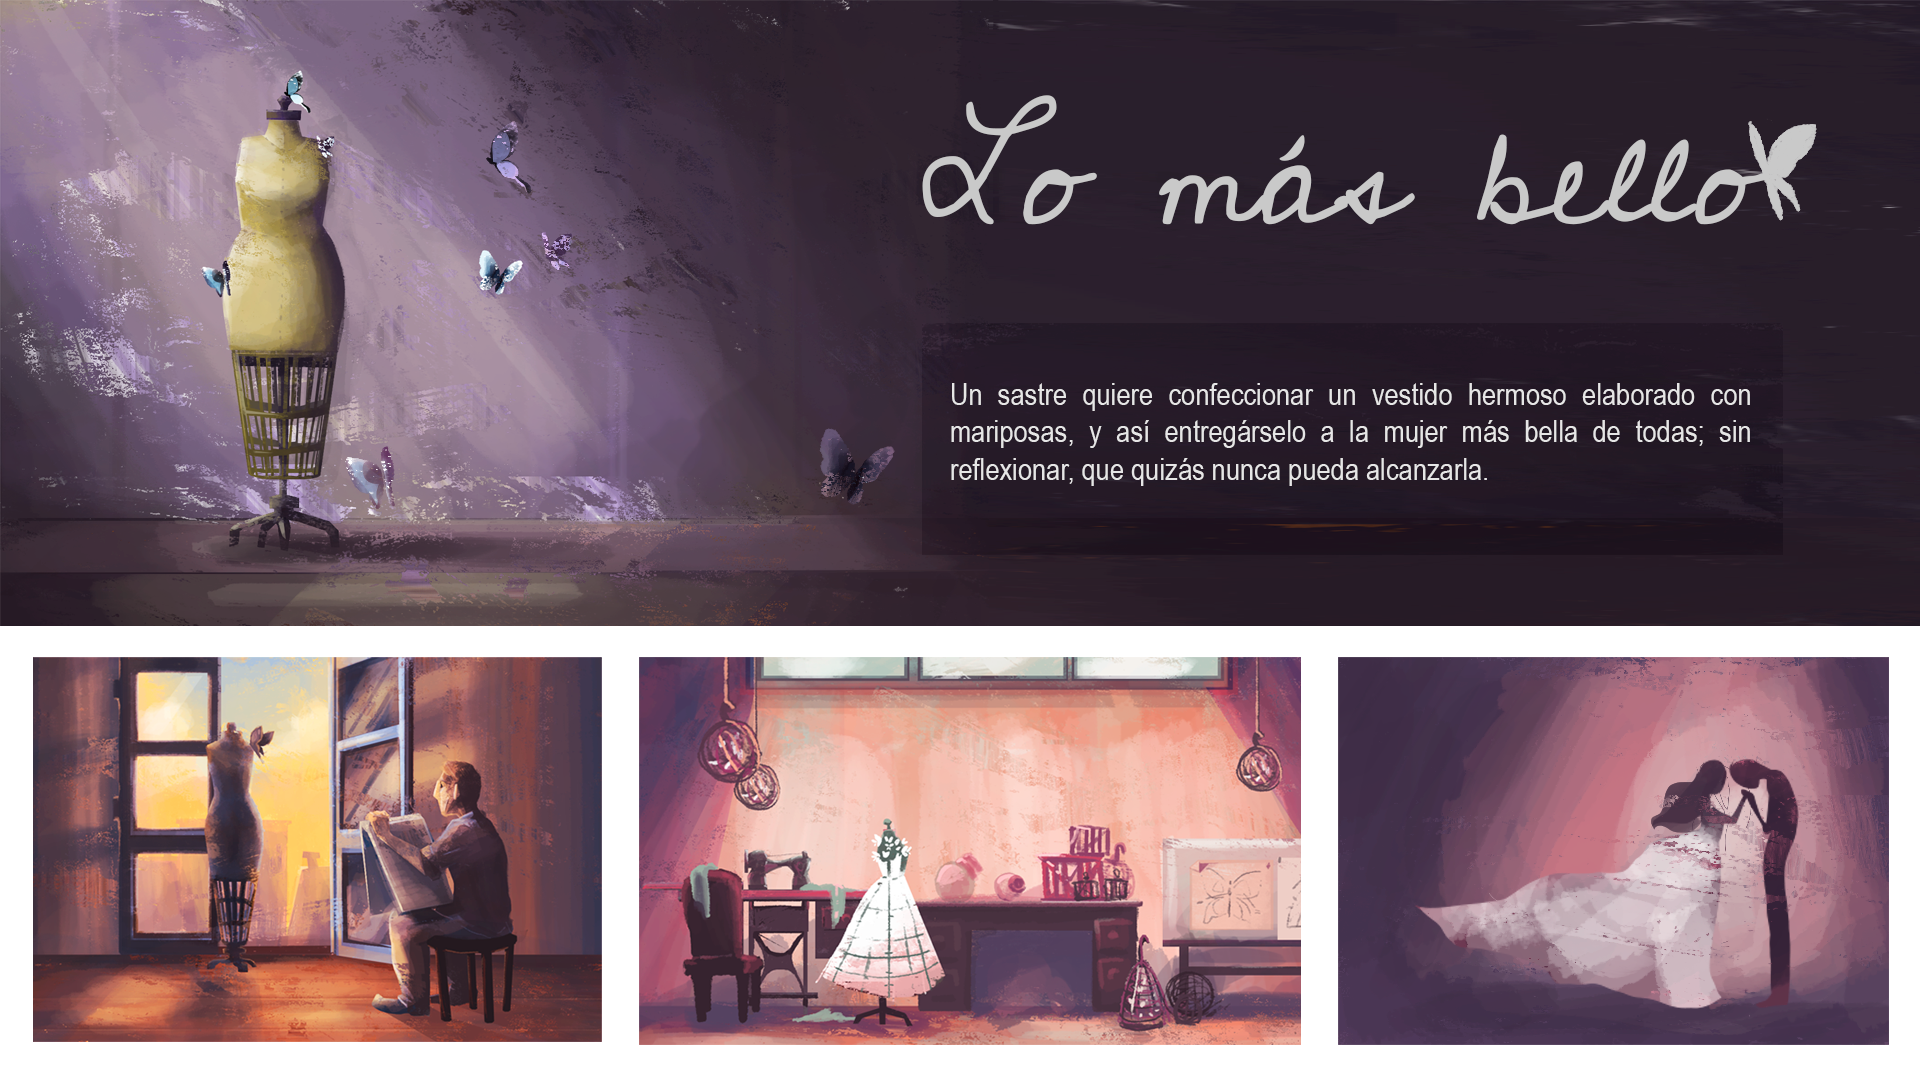 Lo más bello
Un sastre quiere confeccionar un vestido hermoso elaborado con
mariposas, y así entregárselo a la mujer más bella de todas; sin
reflexionar, que quizás nunca pueda alcanzarla.